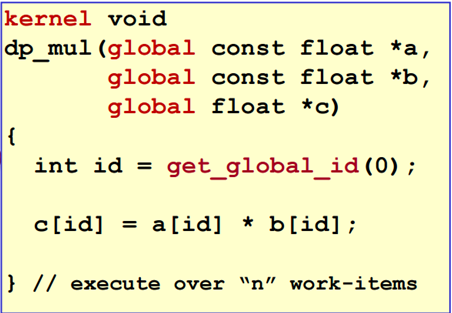 kernel void
dp_mul(global const float *a,
global const float *b,
global float *c)
{
int id = get_global_id(0);
c[id] = a[id] * b[id];
} // execute over “n” work-items